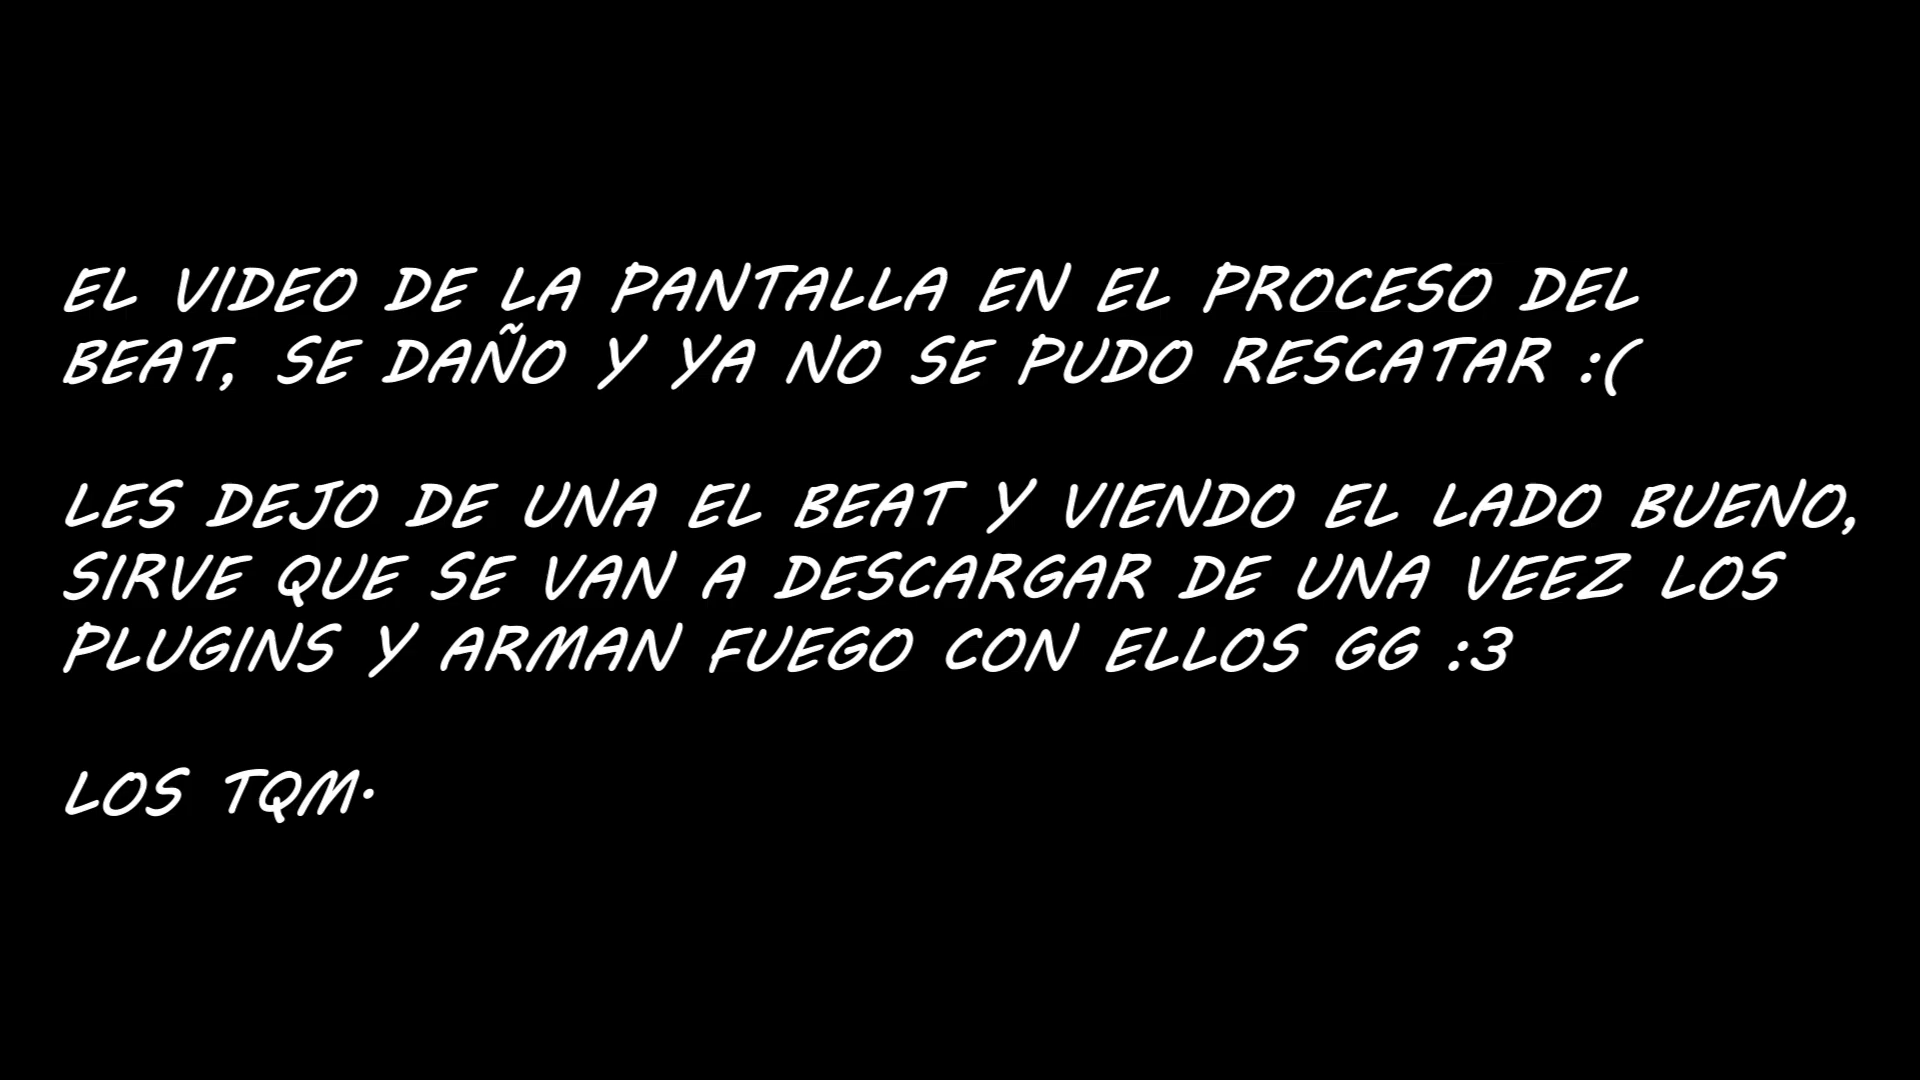 EL VIDEO DE LA PANTALLA EN EL PROCESO DEL
BEAT, SE DAÑO Y YA NO SE PUDO RESCATAR :(
LES DEJO DE UNA EL BEAT Y VIENDO EL LADO BUENO,
SIRVE QUE SE VAN A DESCARGAR DE UNA VEEZ LOS
PLUGINS Y ARMAN FUEGO CON ELLOS GG :3
LOS TQM.